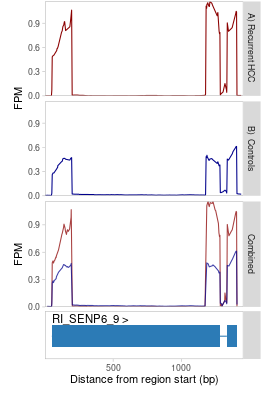 0.9
0.6
0.3
0.0
FPM
A) Recurrent HCC
0.9
0.6
0.3
0.0
B) Controls
0.9
0.6
0.3
0.0
FPM
Combined
RI_SENP6_9 >
500
1000
Distance from region start (bp)